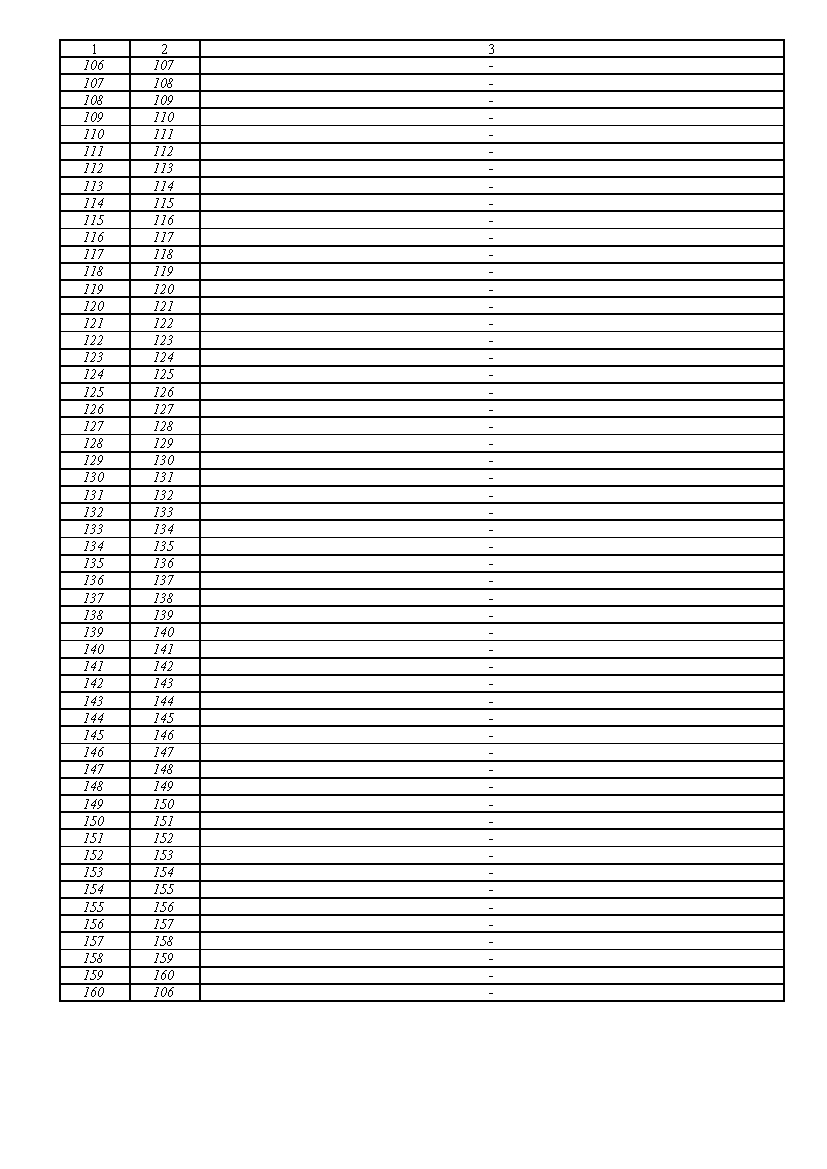 1 2 3
106 107 -
107 108 -
108 109 -
109 110 -
110 111 -
111 112 -
112 113 -
113 114 -
114 115 -
115 116 -
116 117 -
117 118 -
118 119 -
119 120 -
120 121 -
121 122 -
122 123 -
123 124 -
124 125 -
125 126 -
126 127 -
127 128 -
128 129 -
129 130 -
130 131 -
131 132 -
132 133 -
133 134 -
134 135 -
135 136 -
136 137 -
137 138 -
138 139 -
139 140 -
140 141 -
141 142 -
142 143 -
143 144 -
144 145 -
145 146 -
146 147 -
147 148 -
148 149 -
149 150 -
150 151 -
151 152 -
152 153 -
153 154 -
154 155 -
155 156 -
156 157 -
157 158 -
158 159 -
159 160 -
160 106 -